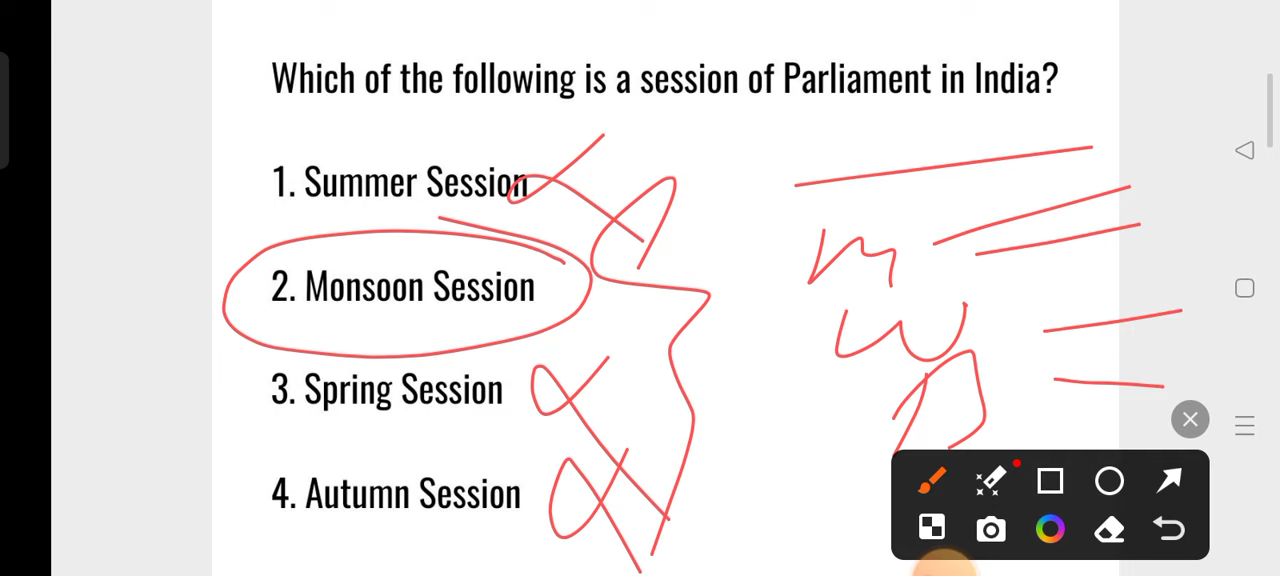 Which of the following is a session of Parliament in India?
1. Summer Session
2. Monsoon Session
3. Spring Session
4. Autumn Session
m
w